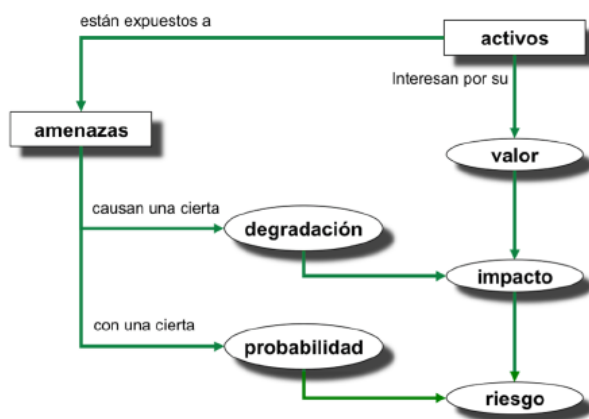 están expuestos a
activos
Interesan por su
amenazas
valor
causan una cierta
degradación
impacto
con una cierta
probabilidad
riesgo